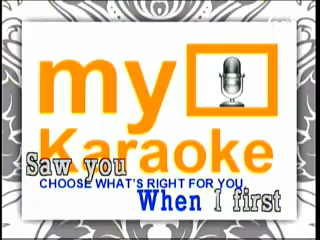 my
Karaoke
Saw you
CHOOSE WHAT'S RIGHT FOR YOU
When I first